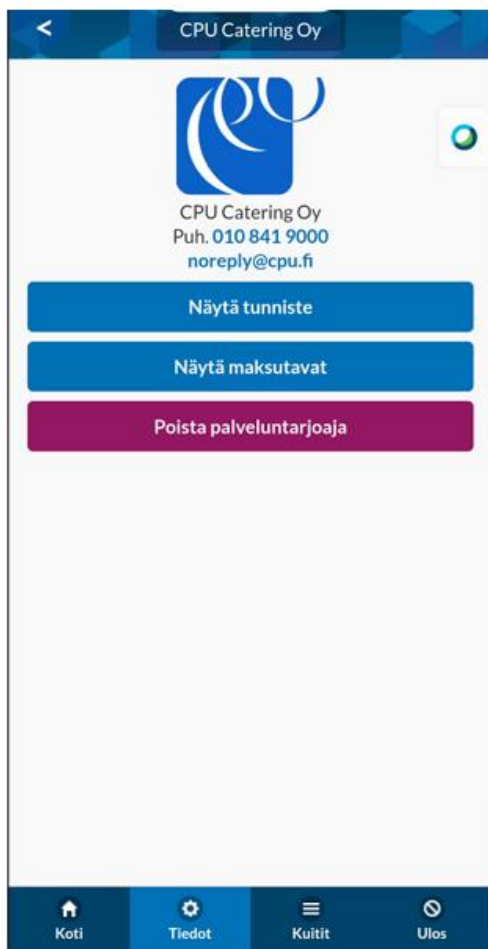 CPU Catering Oy
CPU Catering Oy
Puh. 010 841 9000
noreply@cpu.fi
Näytä tunniste
Näytä maksutavat
Poista palveluntarjoaja
Koti
Tiedot
Kuitit
Ulos